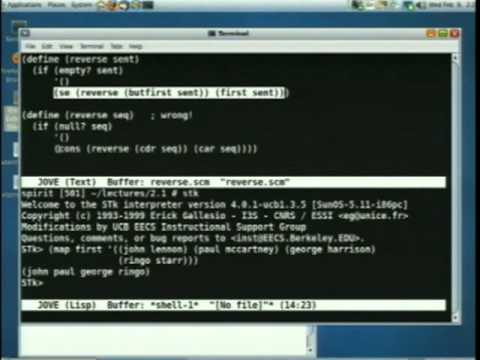 Applications Places System
Wed Feb 9, 2:2
Terminal
File Edit View Terminal Tabs Help
(define (reverse sent)
(if (empty? sent)
'()
(se (reverse (butfirst sent)) (first sent))))
(define (reverse seq) ; wrong!
(if (null? seq)
'()
(cons (reverse (cdr seq)) (car seq))))
JOVE (Text) Buffer: reverse.scm "reverse.scm"
spirit [501] ~/lectures/2.1 # stk
Welcome to the STk interpreter version 4.0.1-ucb1.3.5 [SunOS-5.11-i86pc]
Copyright (c) 1993-1999 Erick Gallesio - I3S - CNRS / ESSI <eg@unice.fr>
Modifications by UCB EECS Instructional Support Group
Questions, comments, or bug reports to <inst@EECS.Berkeley.EDU>.
STk> (map first '((john lennon) (paul mccartney) (george harrison)
(ringo starr)))
(john paul george ringo)
STk>
JOVE (Lisp) Buffer: *shell-1* "[No file]"* (14:23)